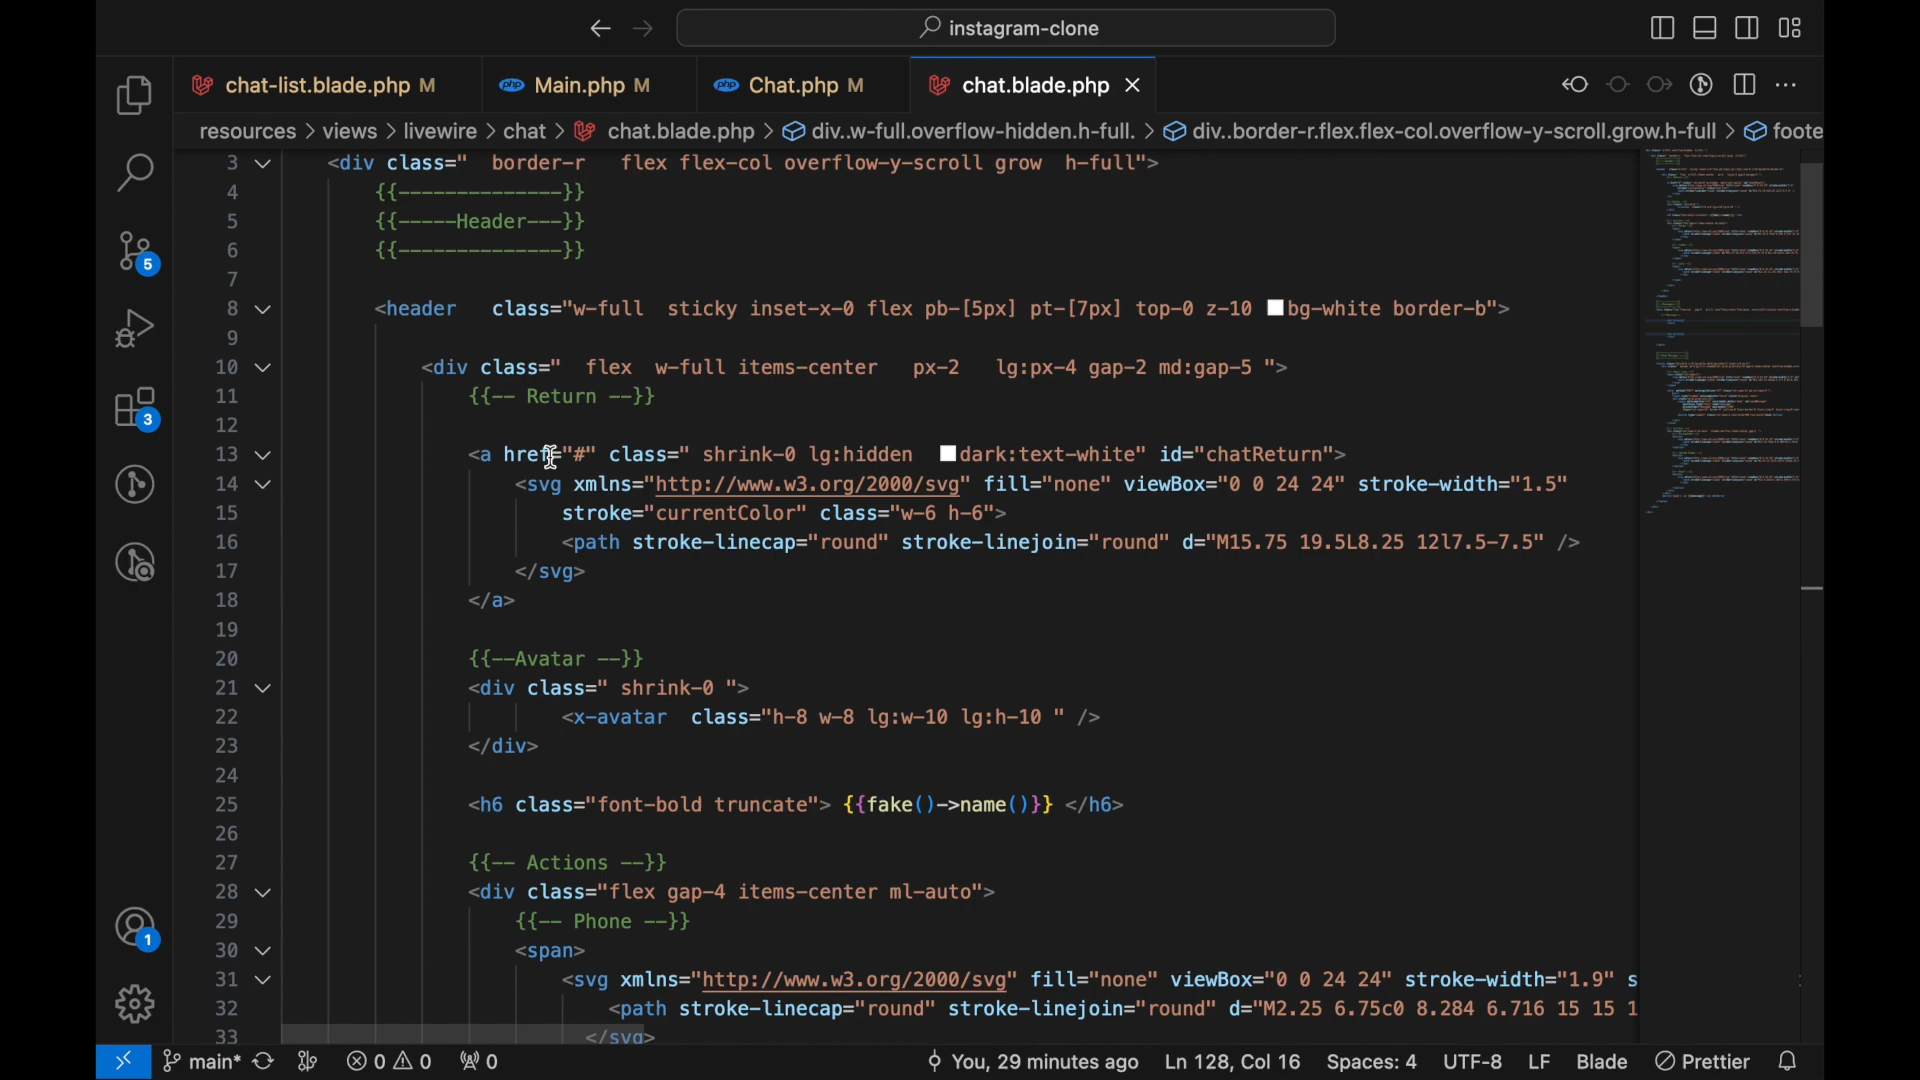 instagram-clone
chat-list.blade.php M
Main.php M
Chat.php M
chat.blade.php
resources > views > livewire > chat > chat.blade.php > div..w-full.overflow-hidden.h-full. > div..border-r.flex.flex-col.overflow-y-scroll.grow.h-full > foote
3 <div class="  border-r   flex flex-col overflow-y-scroll grow  h-full">
4 {{--------------}}
5 {{-----Header---}}
6 {{--------------}}
7
8 <header   class="w-full  sticky inset-x-0 flex pb-[5px] pt-[7px] top-0 z-10 bg-white border-b">
9
10 <div class="  flex  w-full items-center   px-2   lg:px-4 gap-2 md:gap-5 ">
11 {{-- Return --}}
12
13 <a href="#" class=" shrink-0 lg:hidden  dark:text-white" id="chatReturn">
14 <svg xmlns="http://www.w3.org/2000/svg" fill="none" viewBox="0 0 24 24" stroke-width="1.5"
15 stroke="currentColor" class="w-6 h-6">
16 <path stroke-linecap="round" stroke-linejoin="round" d="M15.75 19.5L8.25 12l7.5-7.5" />
17 </svg>
18 </a>
19
20 {{--Avatar --}}
21 <div class=" shrink-0 ">
22 <x-avatar  class="h-8 w-8 lg:w-10 lg:h-10 " />
23 </div>
24
25 <h6 class="font-bold truncate"> {{fake()->name()}} </h6>
26
27 {{-- Actions --}}
28 <div class="flex gap-4 items-center ml-auto">
29 {{-- Phone --}}
30 <span>
31 <svg xmlns="http://www.w3.org/2000/svg" fill="none" viewBox="0 0 24 24" stroke-width="1.9" s
32 <path stroke-linecap="round" stroke-linejoin="round" d="M2.25 6.75c0 8.284 6.716 15 15 1
33 </svg>
5
3
1
main* 0 0 0 You, 29 minutes ago Ln 128, Col 16 Spaces: 4 UTF-8 LF Blade Prettier